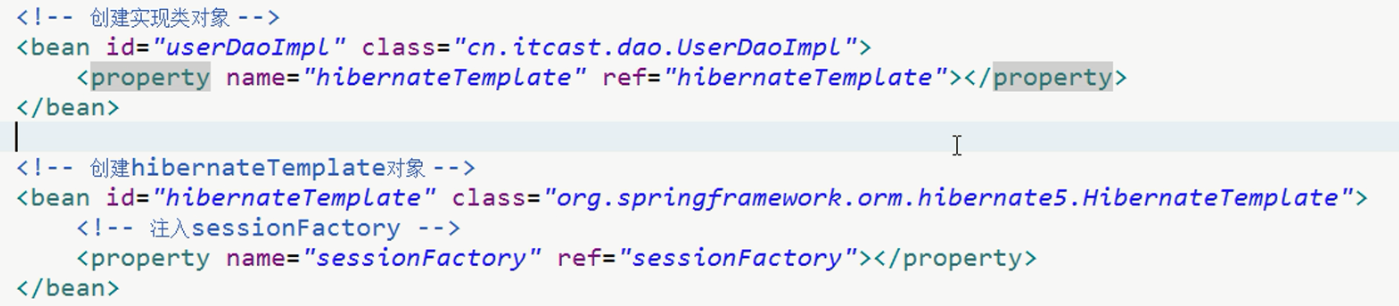 <!-- 创建实现类对象 -->
<bean id="userDaoImpl" class="cn.itcast.dao.UserDaoImpl">
    <property name="hibernateTemplate" ref="hibernateTemplate"></property>
</bean>
<!-- 创建hibernateTemplate对象 -->
<bean id="hibernateTemplate" class="org.springframework.orm.hibernate5.HibernateTemplate">
    <!-- 注入sessionFactory -->
    <property name="sessionFactory" ref="sessionFactory"></property>
</bean>